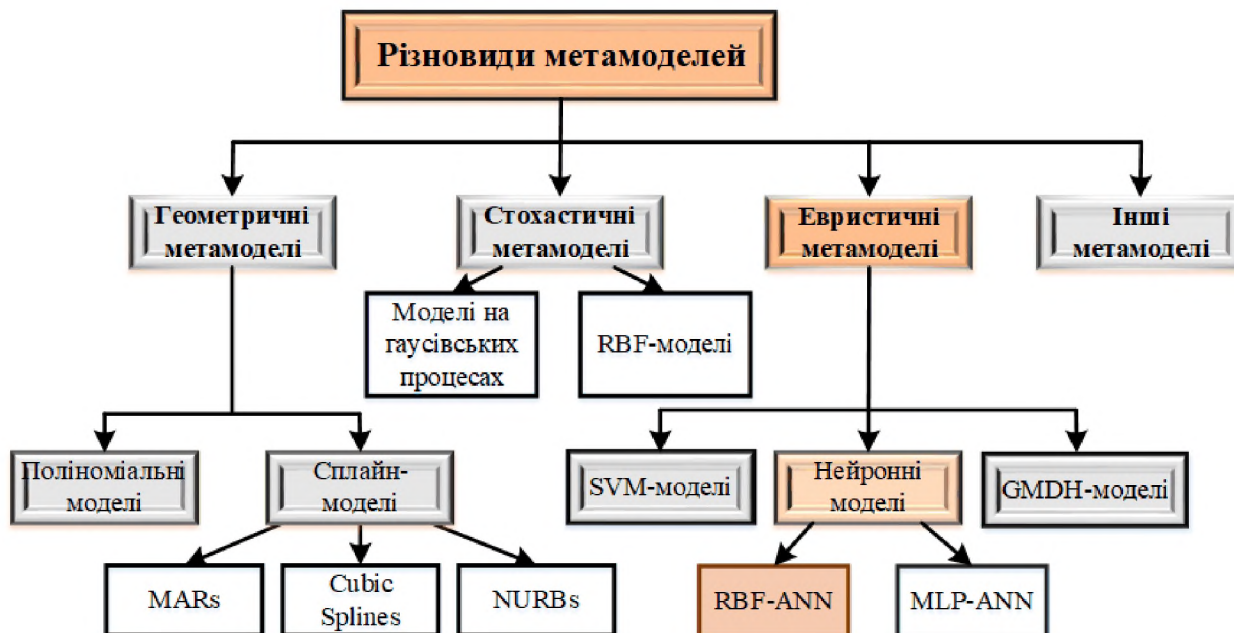 Різновиди метамоделей
Геометричні
метамоделі
Стохастичні
метамоделі
Евристичні
метамоделі
Інші
метамоделі
Моделі на
гаусівських
процесах
RBF-моделі
Поліноміальні
моделі
Сплайн-
моделі
SVM-моделі
Нейронні
моделі
GMDH-моделі
MARs
Cubic
Splines
NURBs
RBF-ANN
MLP-ANN